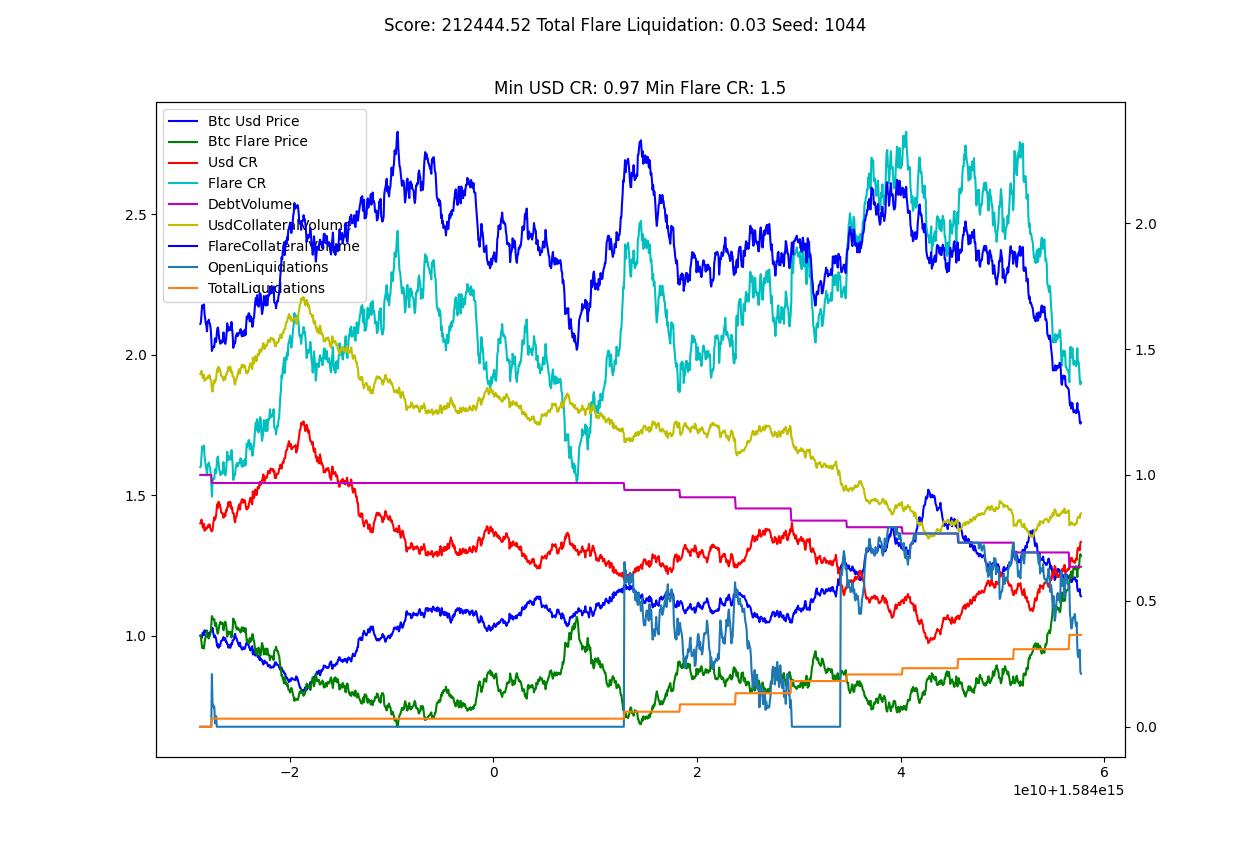 Score: 212444.52 Total Flare Liquidation: 0.03 Seed: 1044
Min USD CR: 0.97 Min Flare CR: 1.5
Btc Usd Price
Btc Flare Price
Usd CR
Flare CR
DebtVolume
UsdCollateralVolume
FlareCollateralVolume
OpenLiquidations
TotalLiquidations
2.5
2.0
1.5
1.0
2.0
1.5
1.0
0.5
0.0
−2
0
2
4
6
1e10+1.584e15